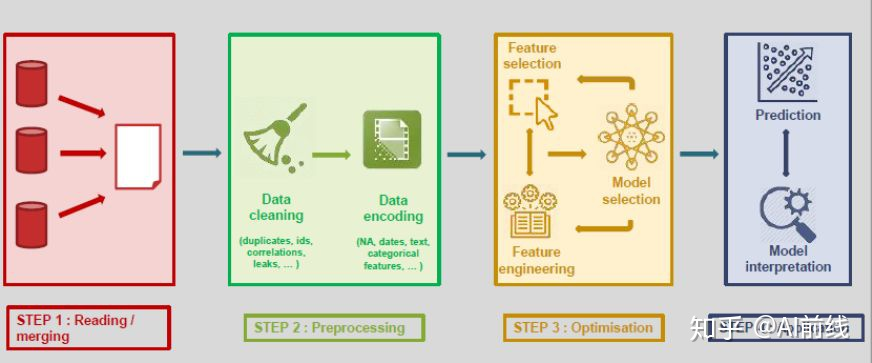 Data
cleaning
(duplicates, ids,
correlations,
leaks, ... )
Data
encoding
(NA, dates, text,
categorical
features, ... )
Feature
selection
Model
selection
Feature
engineering
Prediction
Model
interpretation
STEP 1 : Reading /
merging
STEP 2 : Preprocessing
STEP 3 : Optimisation
知乎 @AI前线